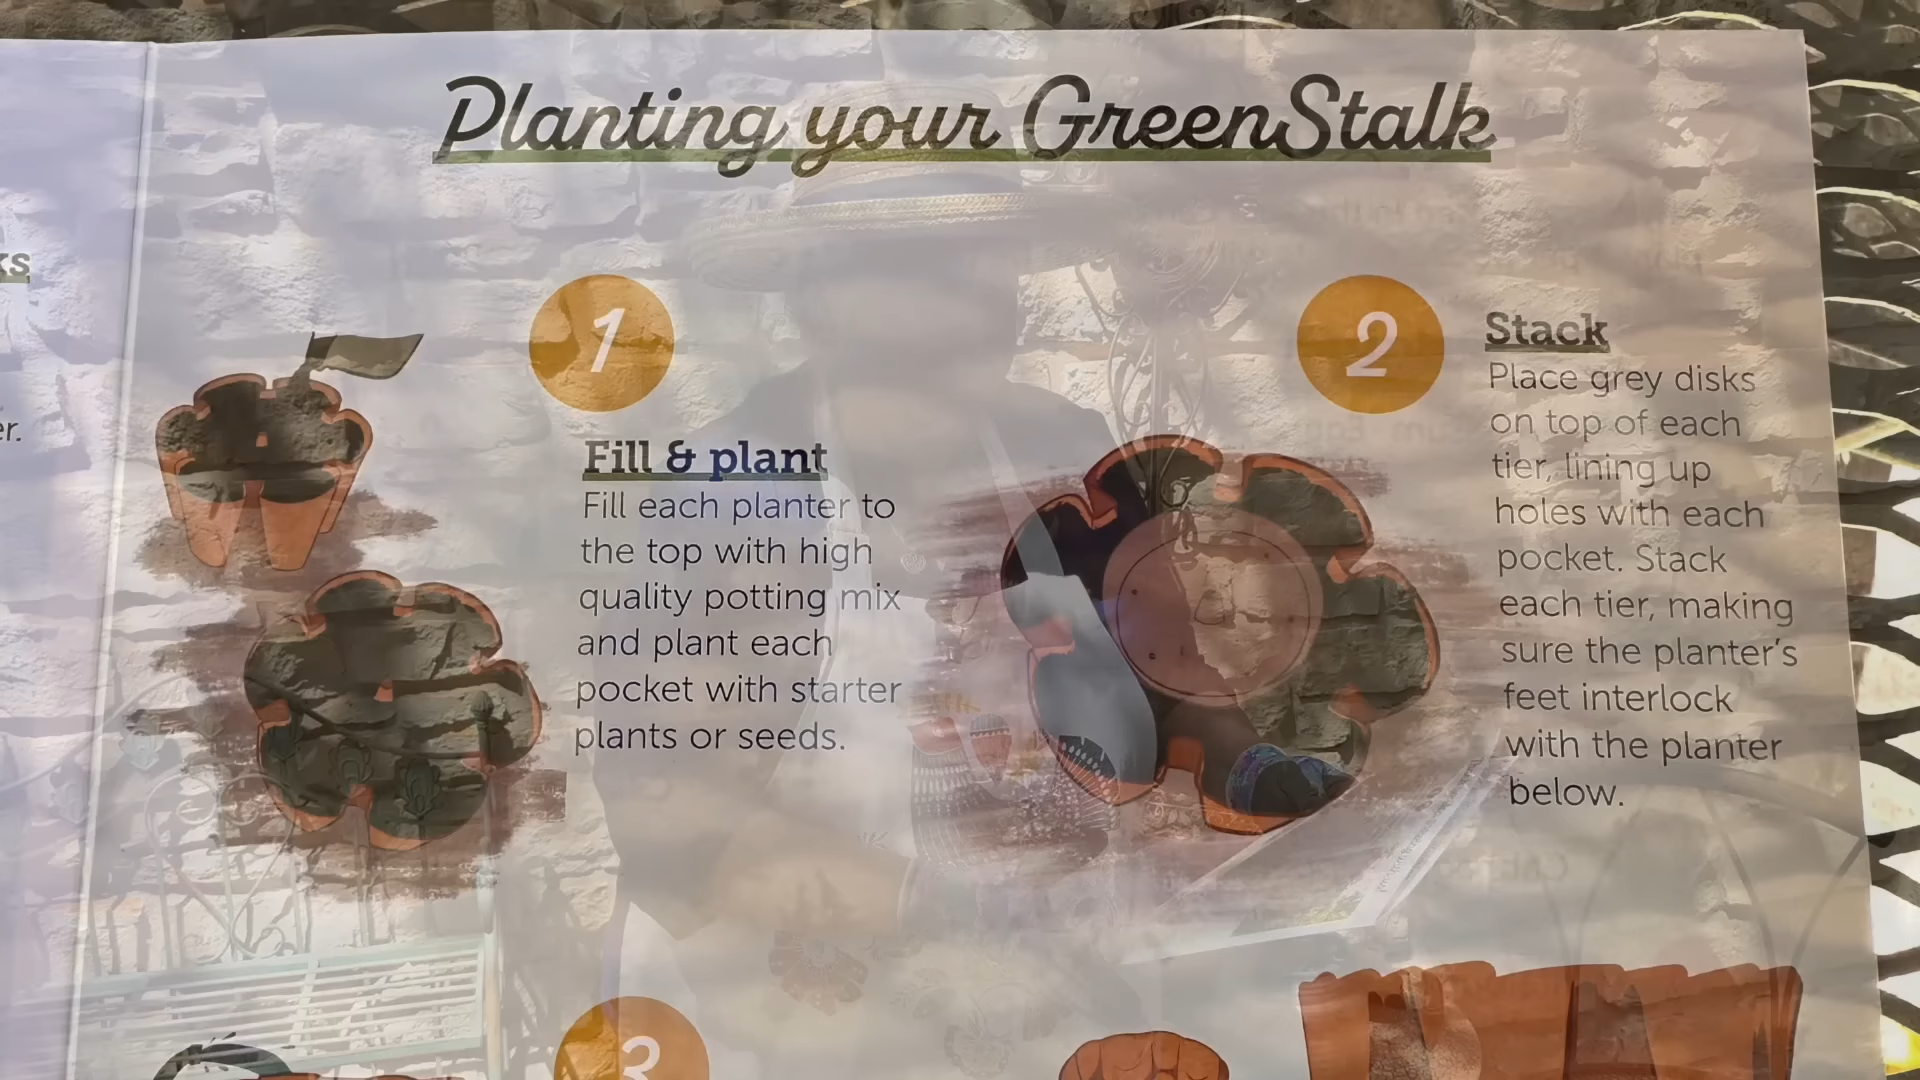 Planting your GreenStalk
ks
er.
1
Fill & plant
Fill each planter to
the top with high
quality potting mix
and plant each
pocket with starter
plants or seeds.
2
Stack
Place grey disks
on top of each
tier, lining up
holes with each
pocket. Stack
each tier, making
sure the planter's
feet interlock
with the planter
below.
3